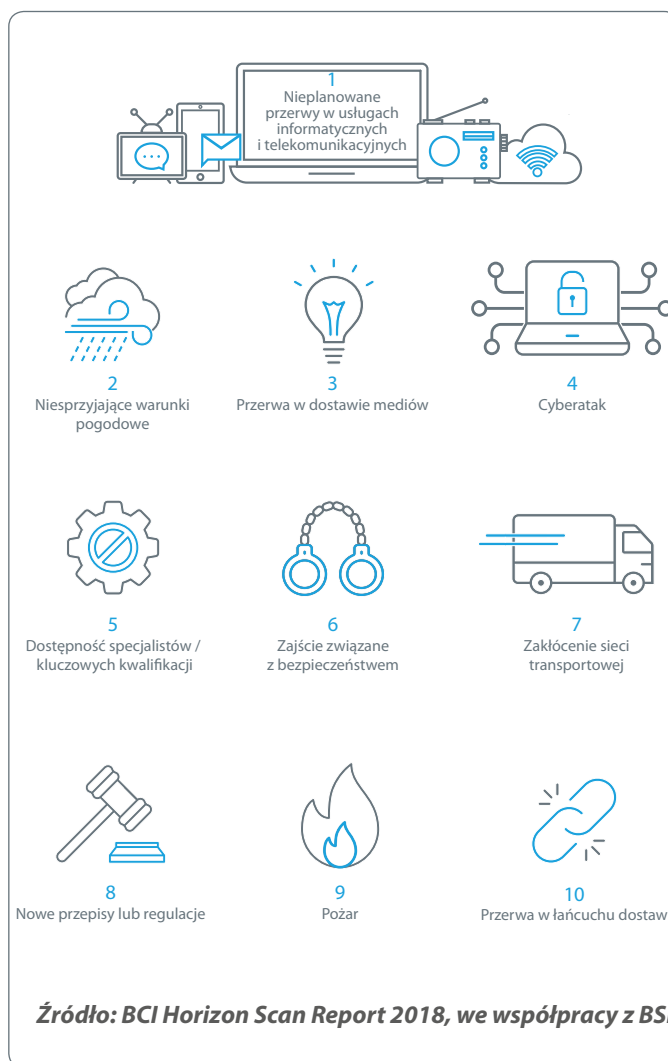 1
Nieplanowane
przerwy w usługach
informatycznych
i telekomunikacyjnych
2
Niesprzyjające warunki
pogodowe
3
Przerwa w dostawie mediów
4
Cyberatak
5
Dostępność specjalistów /
kluczowych kwalifikacji
6
Zajście związane
z bezpieczeństwem
7
Zakłócenie sieci
transportowej
8
Nowe przepisy lub regulacje
9
Pożar
10
Przerwa w łańcuchu dostaw
Źródło: BCI Horizon Scan Report 2018, we współpracy z